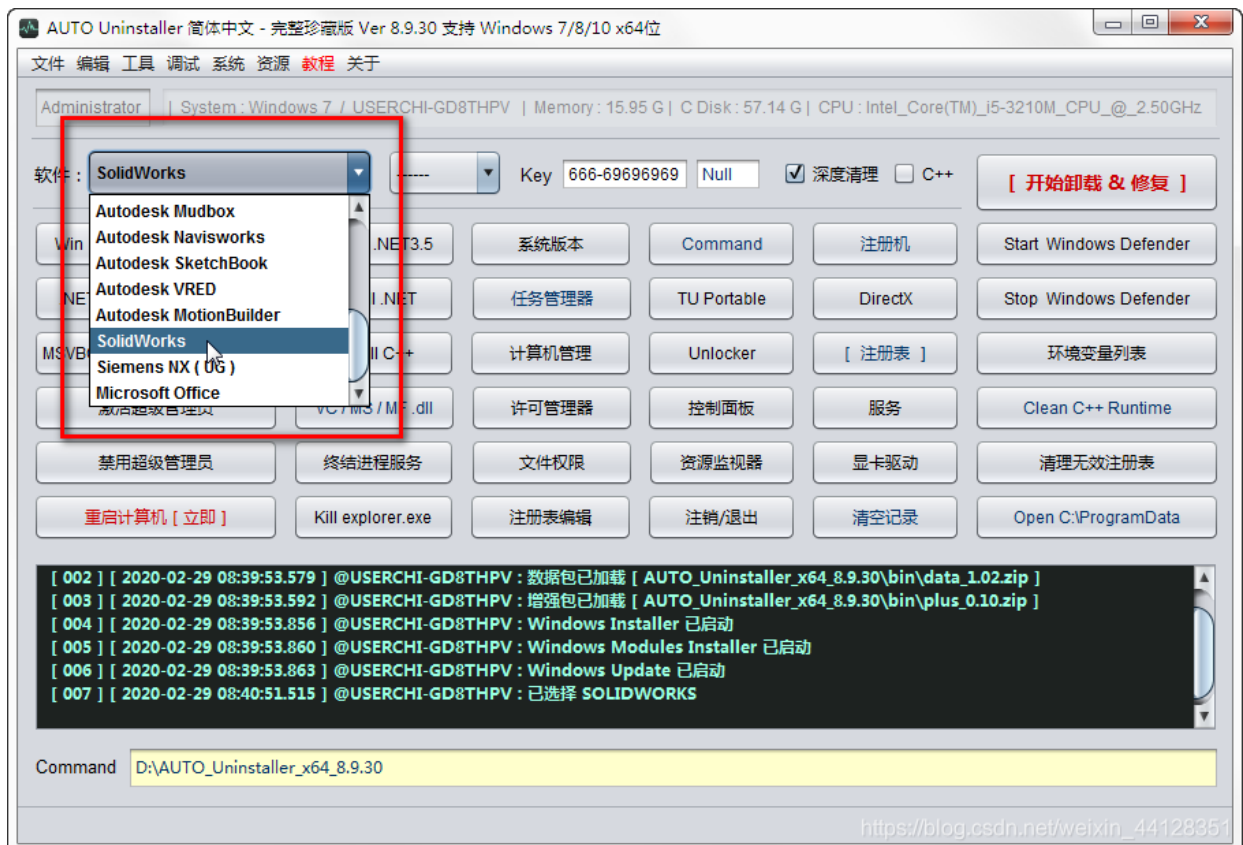 AUTO Uninstaller 简体中文 - 完整珍藏版 Ver 8.9.30 支持 Windows 7/8/10 x64位
文件 编辑 工具 调试 系统 资源 教程 关于
Administrator | System : Windows 7 / USERCHI-GD8THPV | Memory : 15.95 G | C Disk : 57.14 G | CPU : Intel_Core(TM)_i5-3210M_CPU_@_2.50GHz
软件 : SolidWorks ------ Key 666-69696969 Null 深度清理 C++ [ 开始卸载 & 修复 ]
Autodesk Mudbox
Autodesk Navisworks
Autodesk SketchBook
Autodesk VRED
Autodesk MotionBuilder
SolidWorks
Siemens NX ( UG )
Microsoft Office
Win .NET3.5 系统版本 Command 注册机 Start Windows Defender
.NET 任务管理器 TU Portable DirectX Stop Windows Defender
C++ 计算机管理 Unlocker [ 注册表 ] 环境变量列表
激活超级管理员 VC / MS / MF .dll 许可管理器 控制面板 服务 Clean C++ Runtime
禁用超级管理员 终结进程服务 文件权限 资源监视器 显卡驱动 清理无效注册表
重启计算机 [ 立即 ] Kill explorer.exe 注册表编辑 注销/退出 清空记录 Open C:\ProgramData
[ 002 ] [ 2020-02-29 08:39:53.579 ] @USERCHI-GD8THPV : 数据包已加载 [ AUTO_Uninstaller_x64_8.9.30\bin\data_1.02.zip ]
[ 003 ] [ 2020-02-29 08:39:53.592 ] @USERCHI-GD8THPV : 增强包已加载 [ AUTO_Uninstaller_x64_8.9.30\bin\plus_0.10.zip ]
[ 004 ] [ 2020-02-29 08:39:53.856 ] @USERCHI-GD8THPV : Windows Installer 已启动
[ 005 ] [ 2020-02-29 08:39:53.860 ] @USERCHI-GD8THPV : Windows Modules Installer 已启动
[ 006 ] [ 2020-02-29 08:39:53.863 ] @USERCHI-GD8THPV : Windows Update 已启动
[ 007 ] [ 2020-02-29 08:40:51.515 ] @USERCHI-GD8THPV : 已选择 SOLIDWORKS
Command D:\AUTO_Uninstaller_x64_8.9.30
https://blog.csdn.net/weixin_44128351